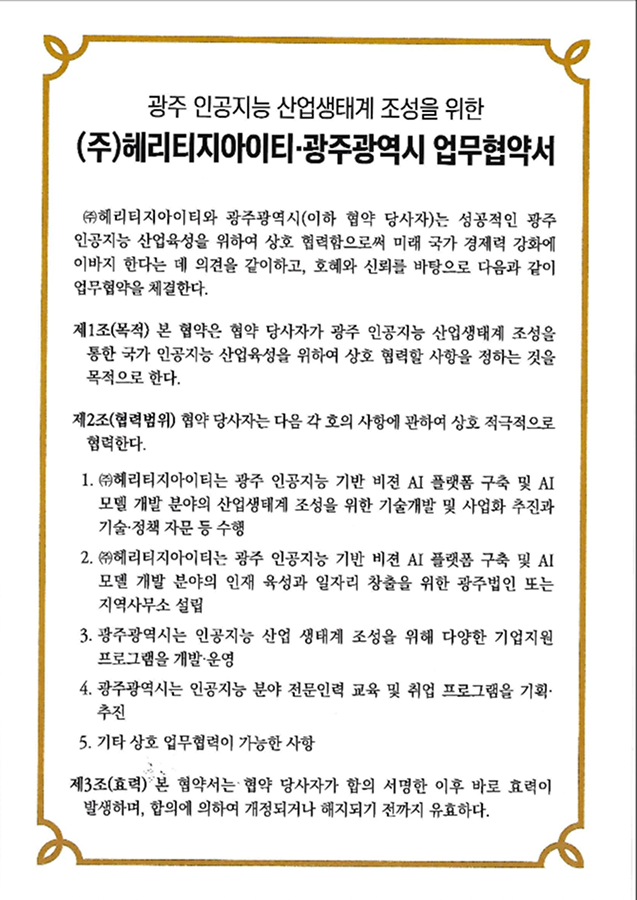 광주 인공지능 산업생태계 조성을 위한
(주)헤리티지아이티·광주광역시 업무협약서
㈜헤리티지아이티와 광주광역시(이하 협약 당사자)는 성공적인 광주
인공지능 산업육성을 위하여 상호 협력함으로써 미래 국가 경제력 강화에
이바지 한다는 데 의견을 같이하고, 호혜와 신뢰를 바탕으로 다음과 같이
업무협약을 체결한다.
제1조(목적) 본 협약은 협약 당사자가 광주 인공지능 산업생태계 조성을
통한 국가 인공지능 산업육성을 위하여 상호 협력할 사항을 정하는 것을
목적으로 한다.
제2조(협력범위) 협약 당사자는 다음 각 호의 사항에 관하여 상호 적극적으로
협력한다.
1. ㈜헤리티지아이티는 광주 인공지능 기반 비젼 AI 플랫폼 구축 및 AI
모델 개발 분야의 산업생태계 조성을 위한 기술개발 및 사업화 추진과
기술·정책 자문 등 수행
2. ㈜헤리티지아이티는 광주 인공지능 기반 비젼 AI 플랫폼 구축 및 AI
모델 개발 분야의 인재 육성과 일자리 창출을 위한 광주법인 또는
지역사무소 설립
3. 광주광역시는 인공지능 산업 생태계 조성을 위해 다양한 기업지원
프로그램을 개발·운영
4. 광주광역시는 인공지능 분야 전문인력 교육 및 취업 프로그램을 기획·
추진
5. 기타 상호 업무협력이 가능한 사항
제3조(효력) 본 협약서는 협약 당사자가 합의 서명한 이후 바로 효력이
발생하며, 합의에 의하여 개정되거나 해지되기 전까지 유효하다.